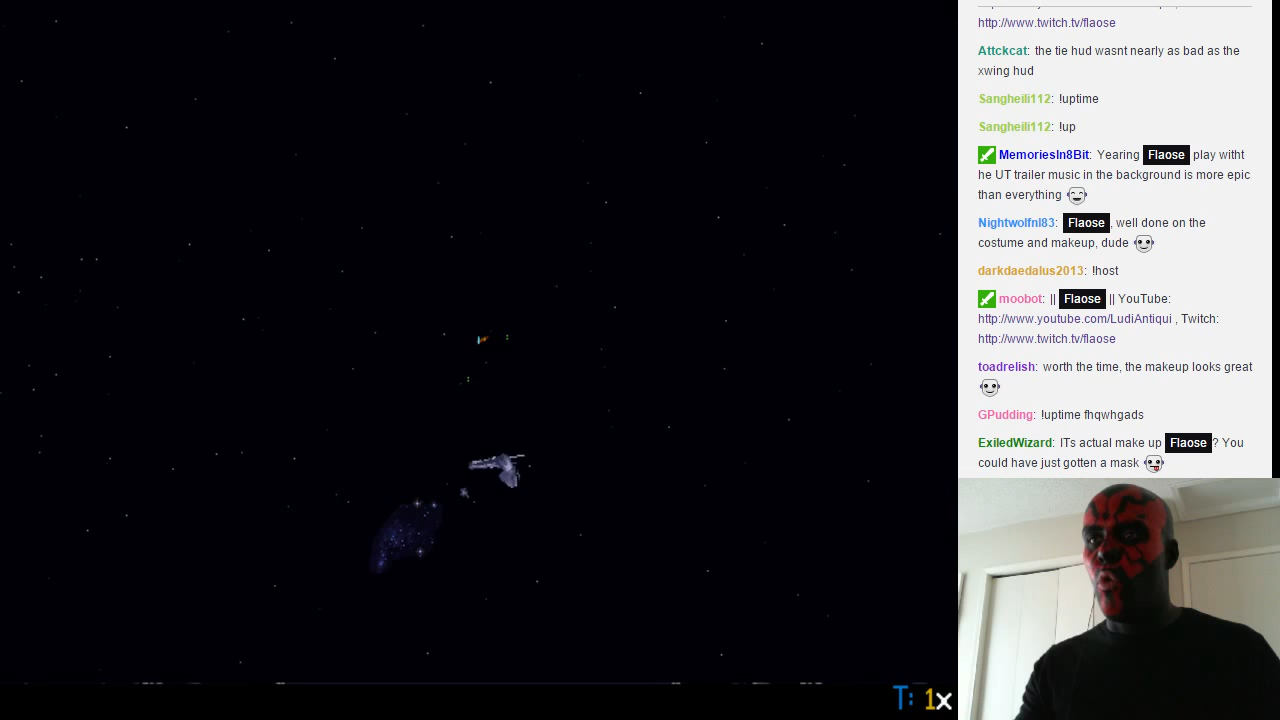 http://www.twitch.tv/flaose
Attckcat: the tie hud wasnt nearly as bad as the
xwing hud
Sangheili112: !uptime
Sangheili112: !up
MemoriesIn8Bit: Yearing Flaose play witht
he UT trailer music in the background is more epic
than everything
Nightwolfnl83: Flaose , well done on the
costume and makeup, dude
darkdaedalus2013: !host
moobot: || Flaose || YouTube:
http://www.youtube.com/LudiAntiqui , Twitch:
http://www.twitch.tv/flaose
toadrelish: worth the time, the makeup looks great
GPudding: !uptime fhqwhgads
ExiledWizard: ITs actual make up Flaose ? You
could have just gotten a mask
T: 1x